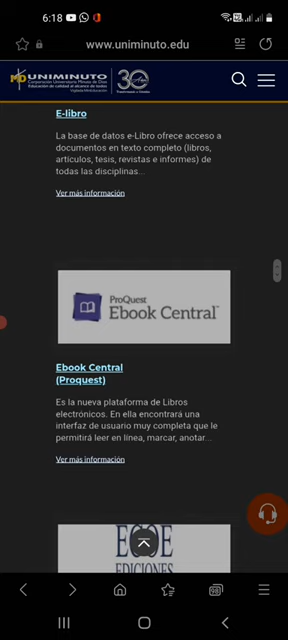 6:18
www.uniminuto.edu
UNIMINUTO
Corporación Universitaria Minuto de Dios
Educación de calidad al alcance de todos
Vigilada MinEducación
30
E-libro
La base de datos e-Libro ofrece acceso a
documentos en texto completo (libros,
artículos, tesis, revistas e informes) de
todas las disciplinas...
Ver más información
ProQuest
Ebook Central™
Ebook Central
(Proquest)
Es la nueva plataforma de Libros
electrónicos. En ella encontrará una
interfaz de usuario muy completa que le
permitirá leer en línea, marcar, anotar...
Ver más información
ECOE
EDICIONES
98